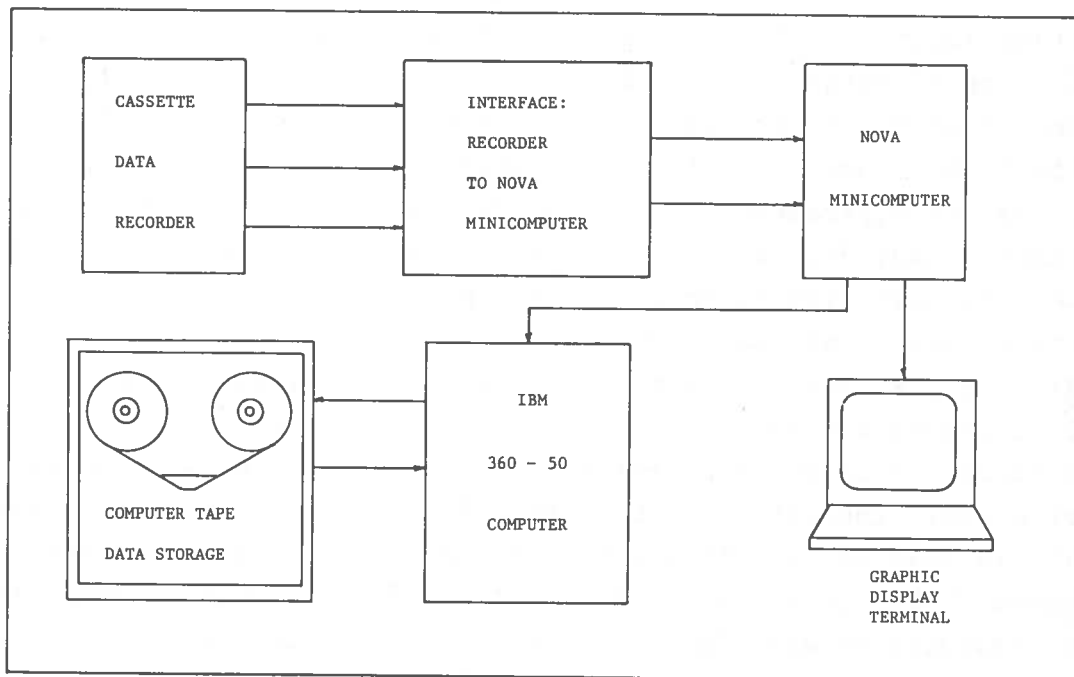 CASSETTE
DATA
RECORDER
INTERFACE:
RECORDER
TO NOVA
MINICOMPUTER
NOVA
MINICOMPUTER
COMPUTER TAPE
DATA STORAGE
IBM
360 - 50
COMPUTER
GRAPHIC
DISPLAY
TERMINAL